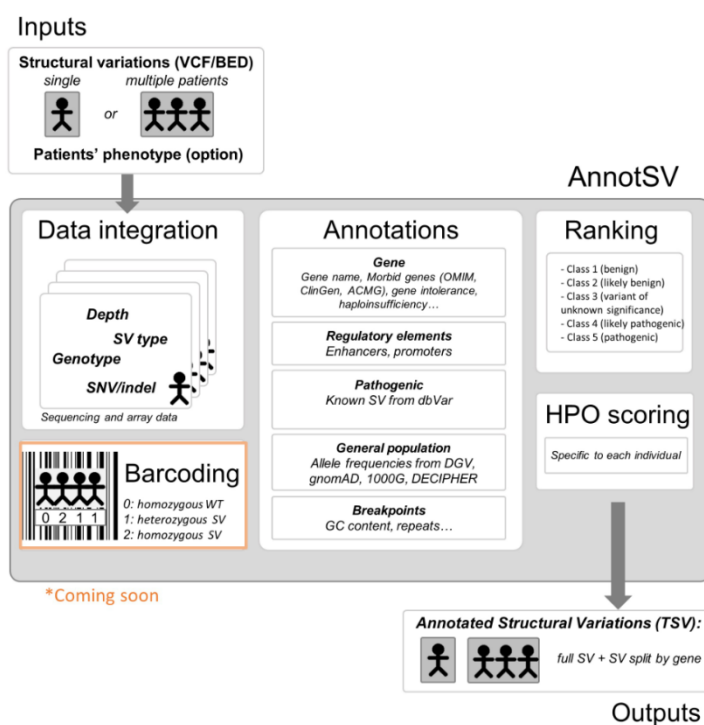 Inputs
Structural variations (VCF/BED)
single
multiple patients
or
Patients’ phenotype (option)
AnnotSV
Data integration
Depth
SV type
Genotype
SNV/indel
Sequencing and array data
Barcoding
0 2 1 1
0: homozygous WT
1: heterozygous SV
2: homozygous SV
*Coming soon
Annotations
Gene
Gene name, Morbid genes (OMIM,
ClinGen, ACMG), gene intolerance,
haploinsufficiency…
Regulatory elements
Enhancers, promoters
Pathogenic
Known SV from dbVar
General population
Allele frequencies from DGV,
gnomAD, 1000G, DECIPHER
Breakpoints
GC content, repeats…
Ranking
- Class 1 (benign)
- Class 2 (likely benign)
- Class 3 (variant of
unknown significance)
- Class 4 (likely pathogenic)
- Class 5 (pathogenic)
HPO scoring
Specific to each individual
Annotated Structural Variations (TSV):
full SV + SV split by gene
Outputs